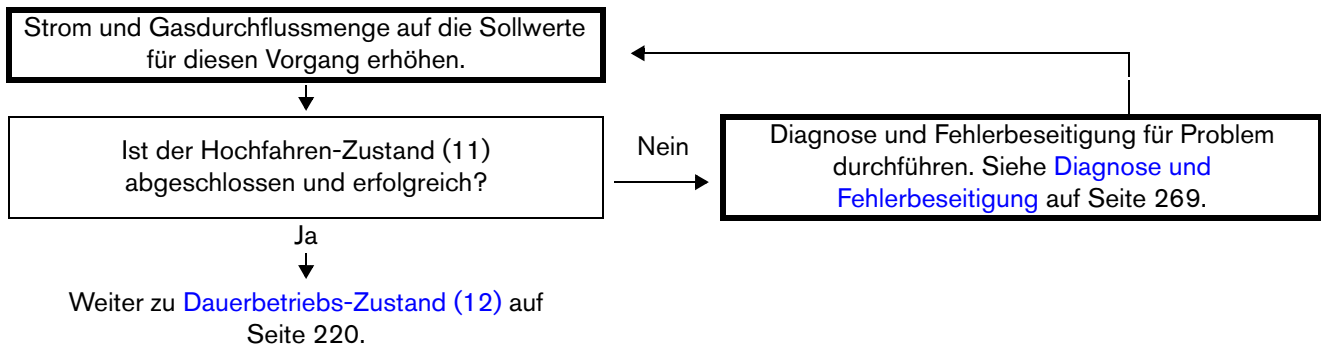 Strom und Gasdurchflussmenge auf die Sollwerte
für diesen Vorgang erhöhen.
Ist der Hochfahren-Zustand (11)
abgeschlossen und erfolgreich?
Nein
Diagnose und Fehlerbeseitigung für Problem
durchführen. Siehe Diagnose und
Fehlerbeseitigung auf Seite 269.
Ja
Weiter zu Dauerbetriebs-Zustand (12) auf
Seite 220.